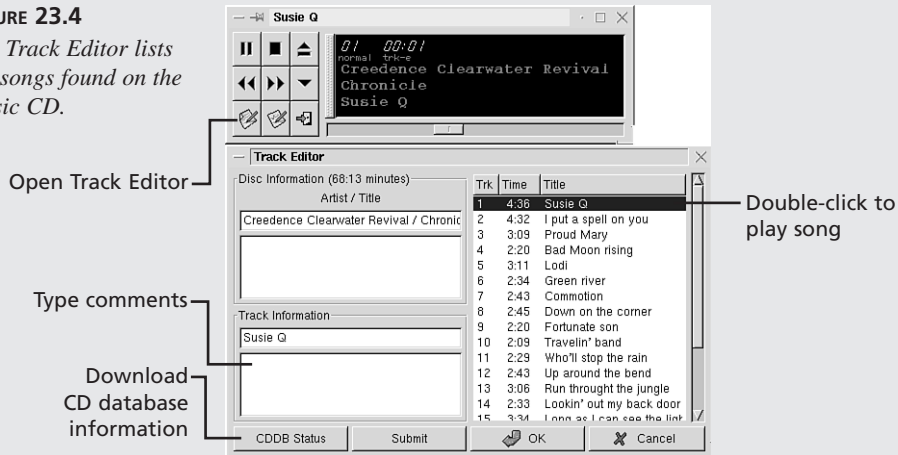 URE 23.4
Track Editor lists
songs found on the
sic CD.
Susie Q
01 00:01
normal trk-e
Creedence Clearwater Revival
Chronicle
Susie Q
Open Track Editor
Track Editor
Disc Information (68:13 minutes)
Artist / Title
Creedence Clearwater Revival / Chronic
Type comments
Track Information
Susie Q
Download
CD database
information
CDDB Status
Submit
Trk Time Title
1 4:36 Susie Q
2 4:32 I put a spell on you
3 3:09 Proud Mary
4 2:20 Bad Moon rising
5 3:11 Lodi
6 2:34 Green river
7 2:43 Commotion
8 2:45 Down on the corner
9 2:20 Fortunate son
10 2:09 Travelin' band
11 2:29 Who'll stop the rain
12 2:43 Up around the bend
13 3:06 Run throught the jungle
14 2:33 Lookin' out my back door
15 3:34 Long as I can see the light
Double-click to
play song
OK
Cancel